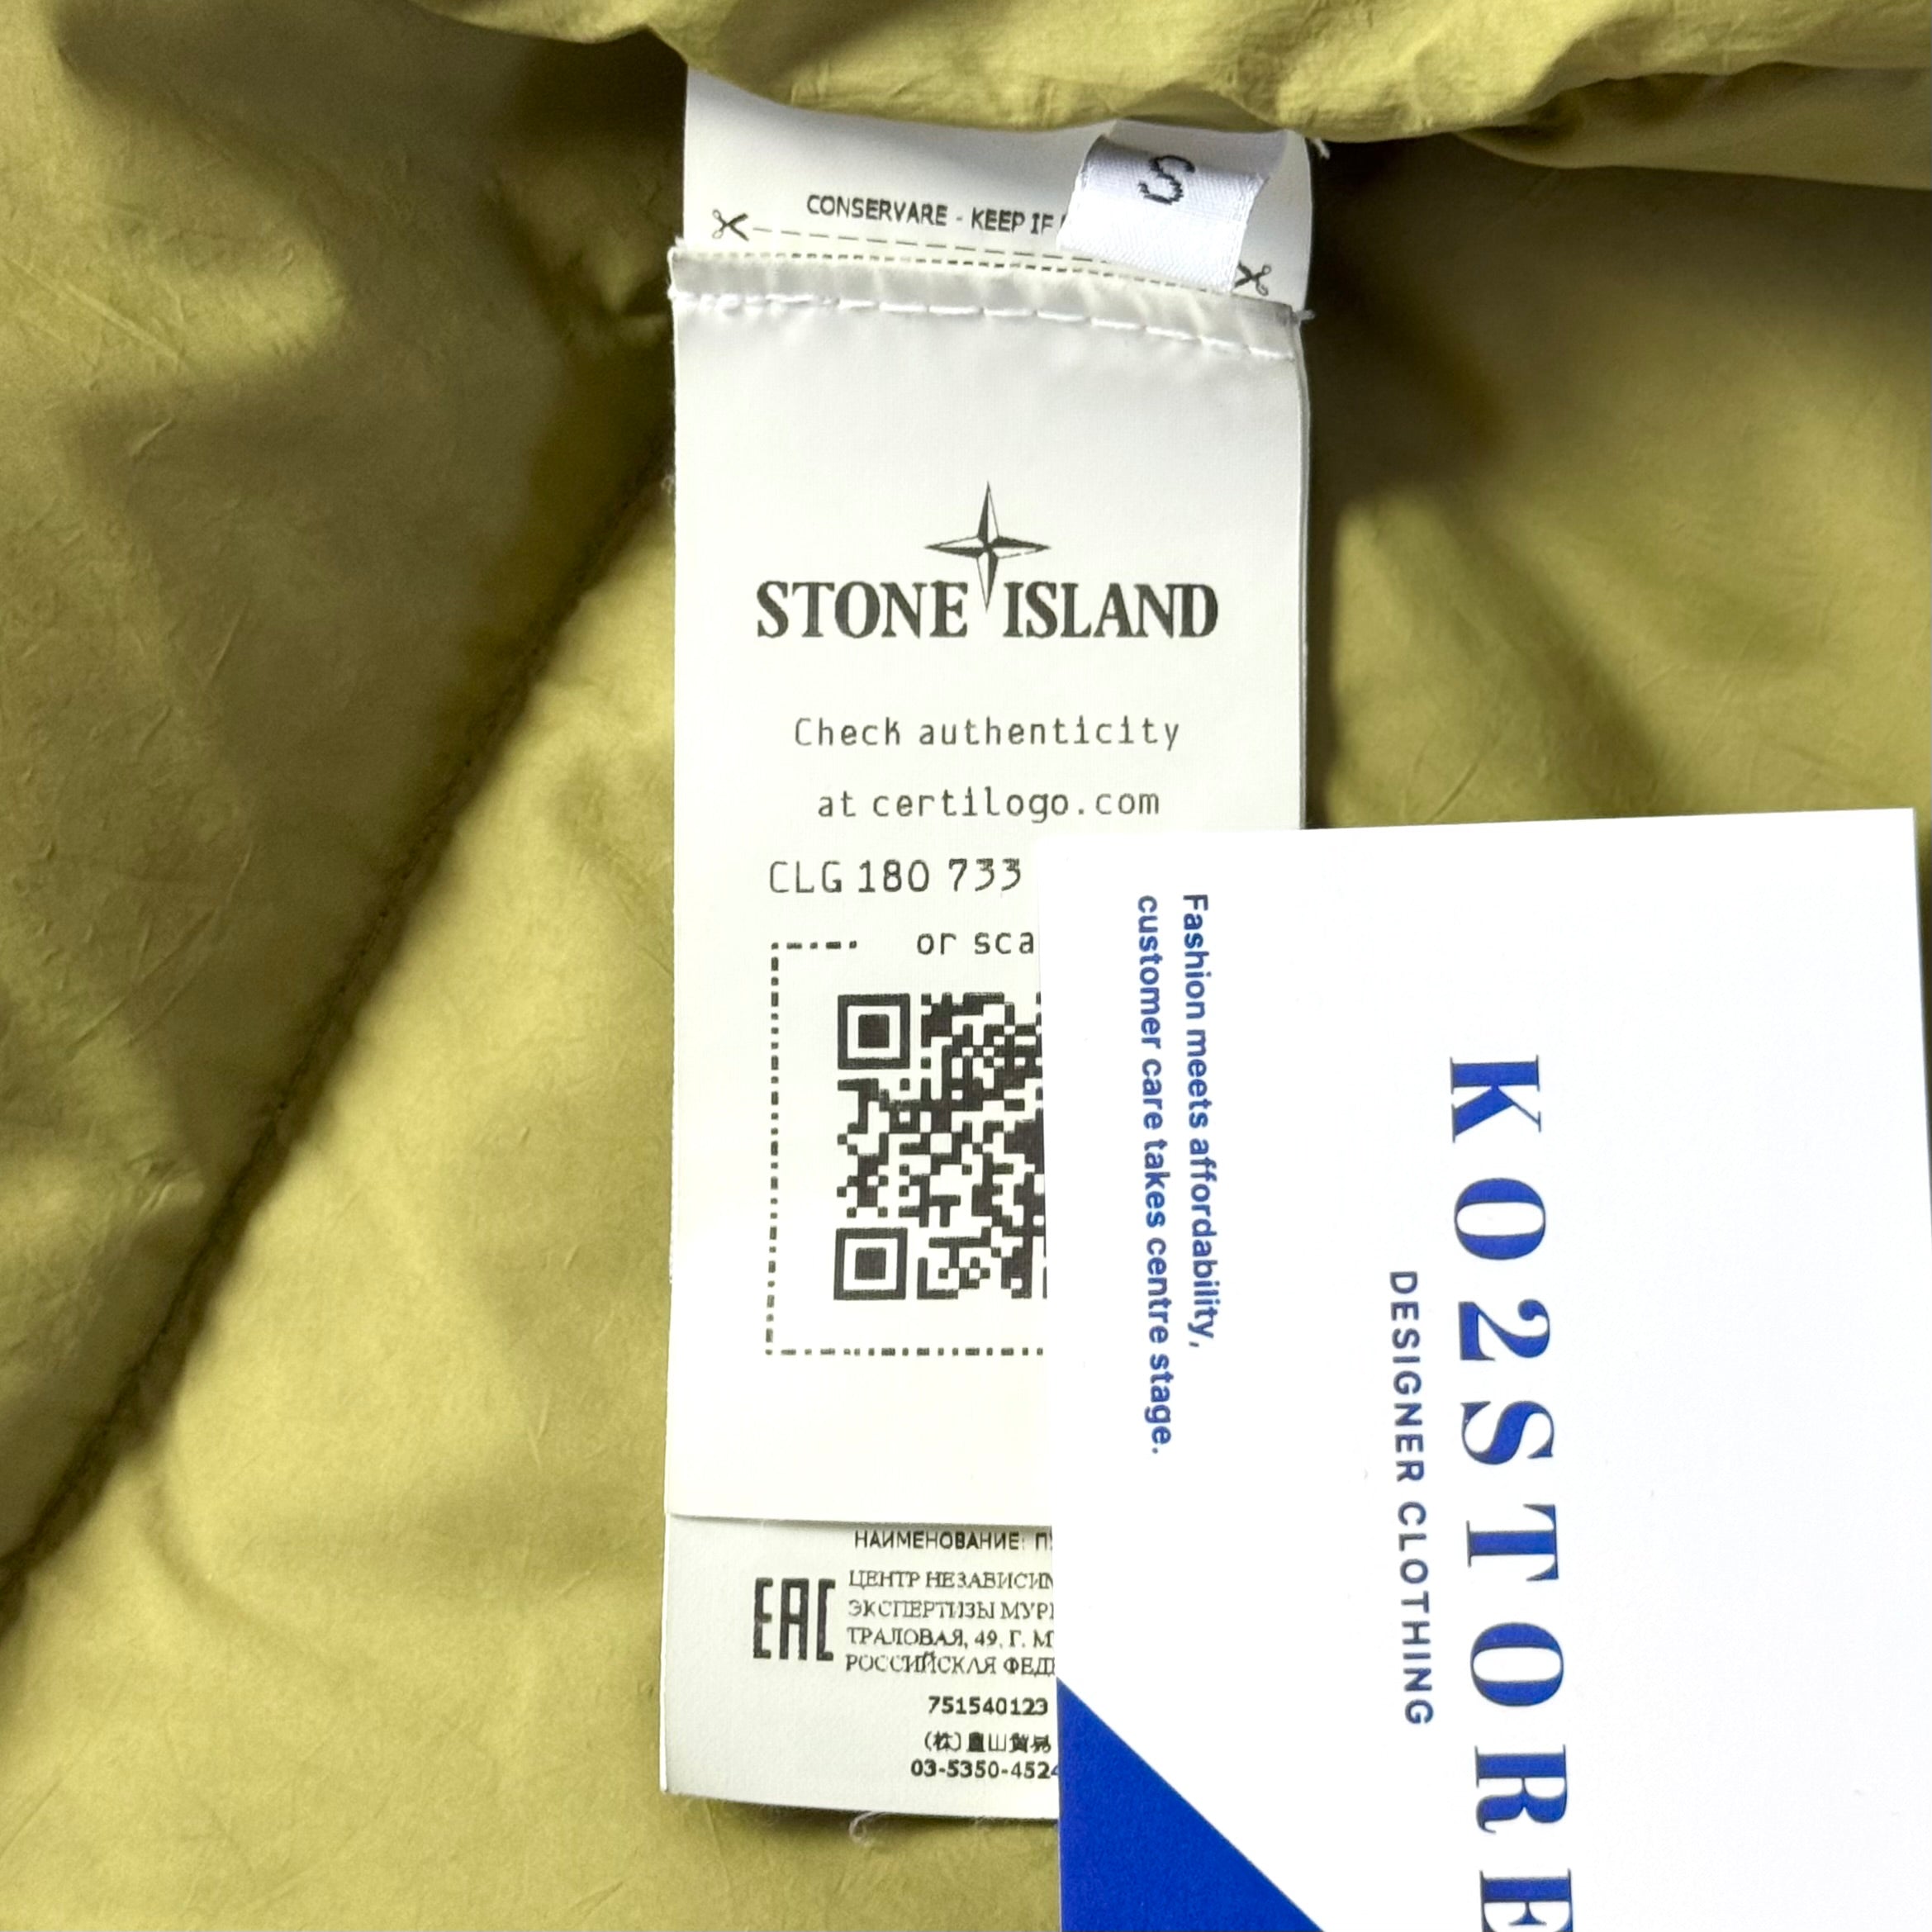 S
CONSERVARE - KEEP IF
STONE ISLAND
Check authenticity
at certilogo.com
CLG 180 733
or sca
НАИМЕНОВАНИЕ: П
EAC
ЦЕНТР НЕЗАВИСИМ
ЭКСПЕРТИЗЫ МУР
ТРАЛОВАЯ, 49, Г. М
РОССИЙСКАЯ ФЕД
751540123
(株)
03-5350-4524
Fashion meets affordability,
customer care takes centre stage.
KO2STORE
DESIGNER CLOTHING